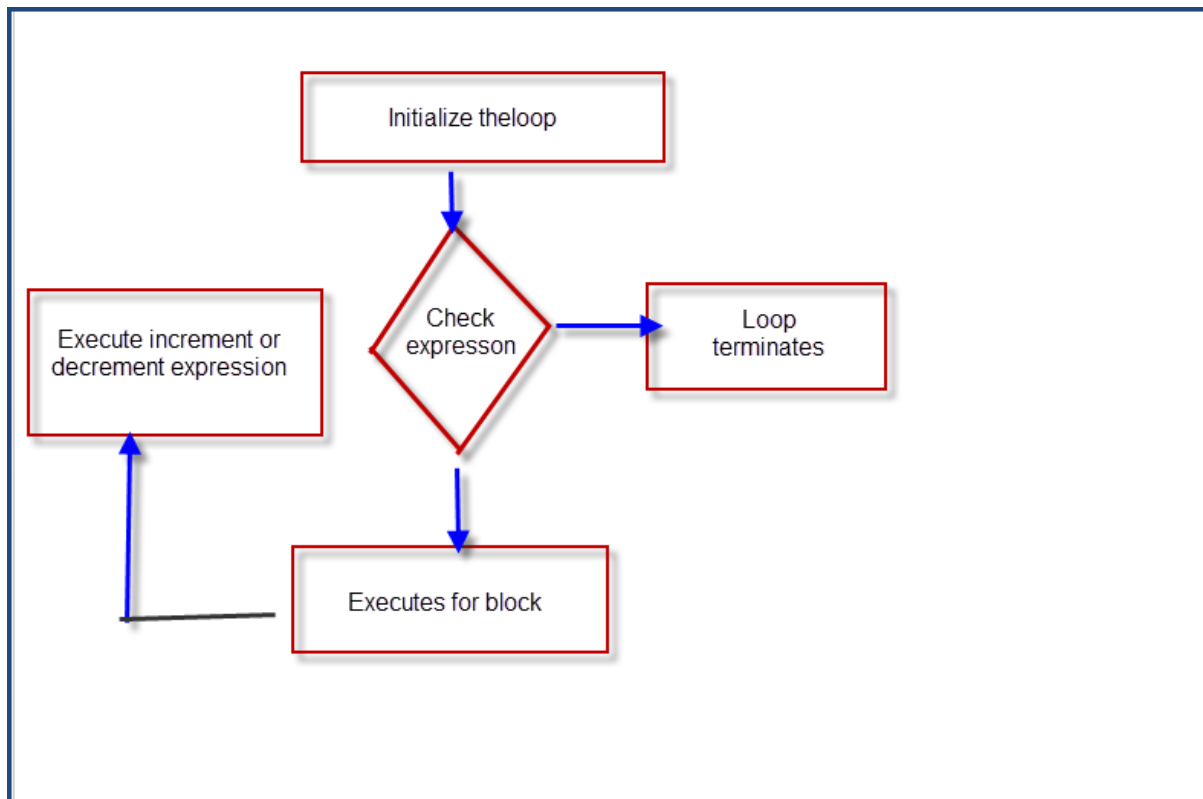 Initialize theloop
Check
expresson
Loop
terminates
Execute increment or
decrement expression
Executes for block